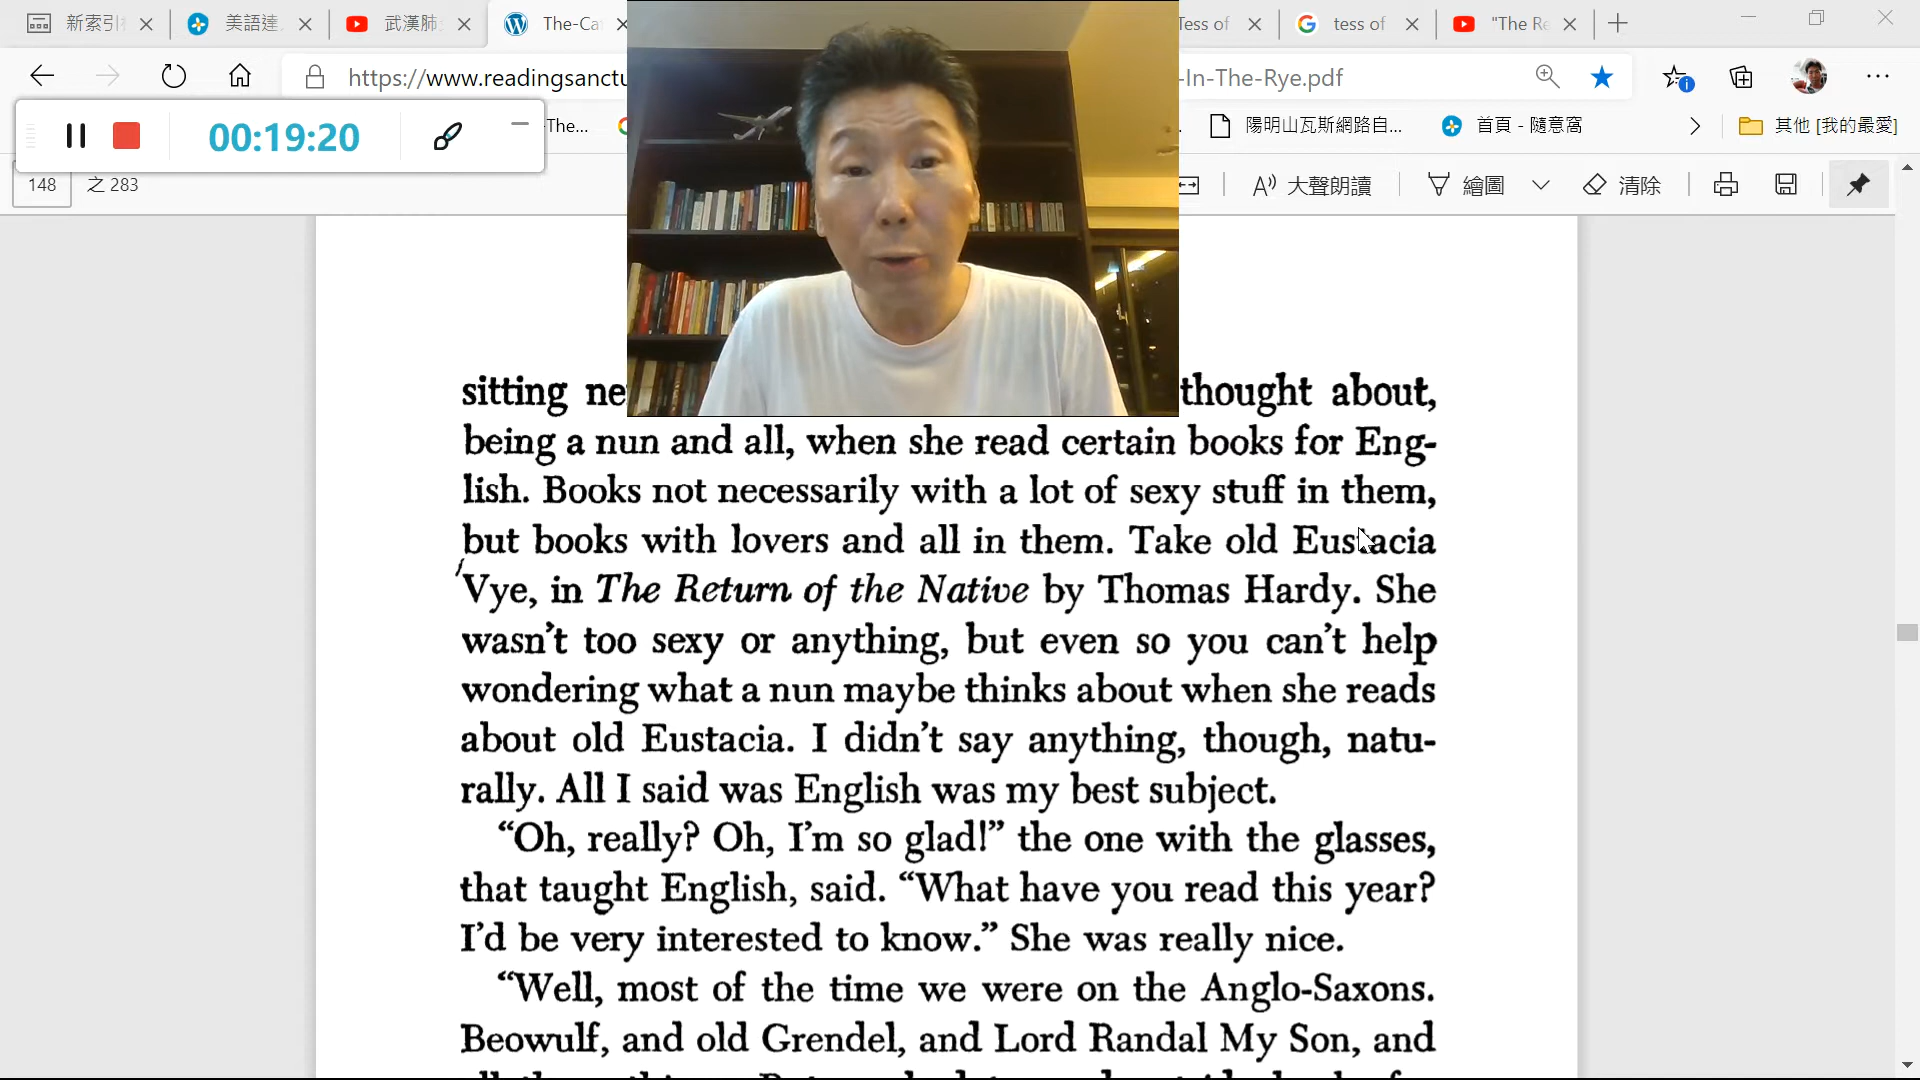 新索引
美語達
武漢肺
The-Ca
Tess of
tess of
"The Re
https://www.readingsanctu
-In-The-Rye.pdf
00:19:20
The...
陽明山瓦斯網路自...
首頁 - 隨意窩
其他 [我的最愛]
148
之 283
大聲朗讀
繪圖
清除
sitting ne
thought about,
being a nun and all, when she read certain books for Eng-
lish. Books not necessarily with a lot of sexy stuff in them,
but books with lovers and all in them. Take old Eustacia
Vye, in The Return of the Native by Thomas Hardy. She
wasn't too sexy or anything, but even so you can't help
wondering what a nun maybe thinks about when she reads
about old Eustacia. I didn't say anything, though, natu-
rally. All I said was English was my best subject.
"Oh, really? Oh, I'm so glad!" the one with the glasses,
that taught English, said. "What have you read this year?
I'd be very interested to know." She was really nice.
"Well, most of the time we were on the Anglo-Saxons.
Beowulf, and old Grendel, and Lord Randal My Son, and